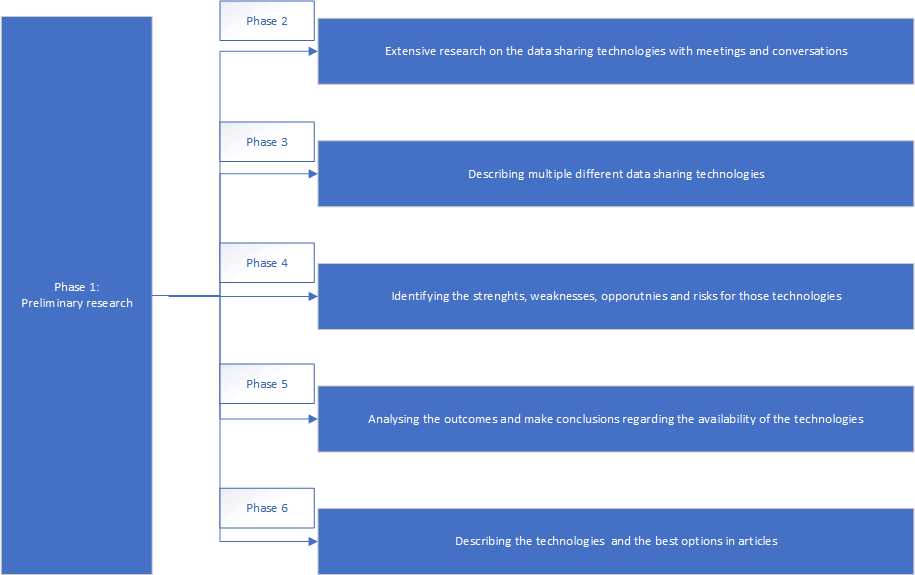 Phase 1:
Preliminary research
Phase 2
Extensive research on the data sharing technologies with meetings and conversations
Phase 3
Describing multiple different data sharing technologies
Phase 4
Identifying the strenghts, weaknesses, opporutnies and risks for those technologies
Phase 5
Analysing the outcomes and make conclusions regarding the availability of the technologies
Phase 6
Describing the technologies  and the best options in articles